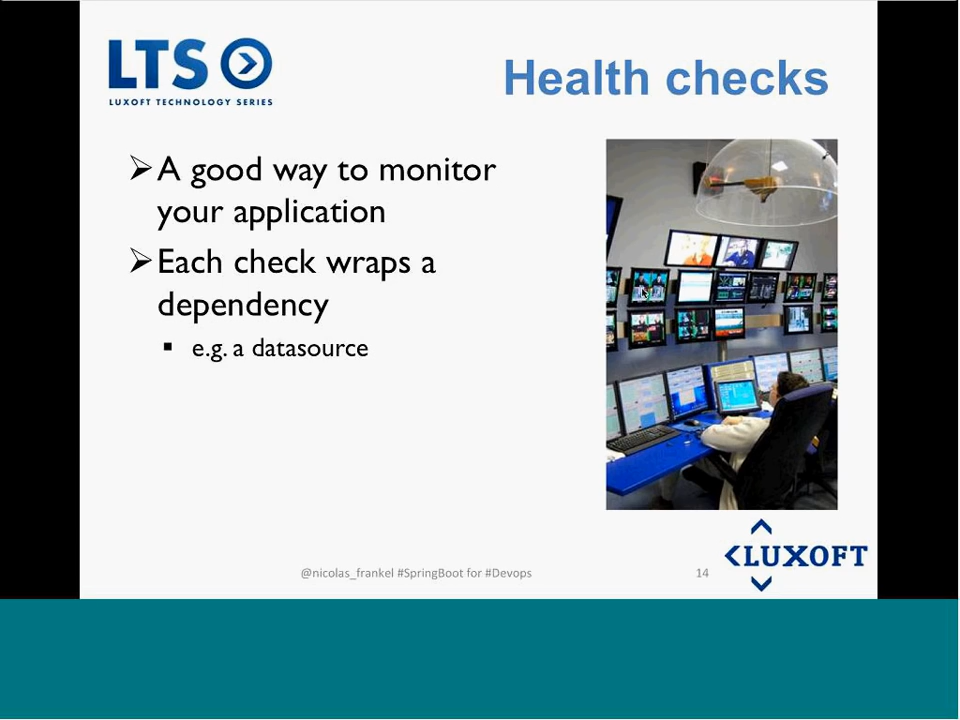 LTS
LUXOFT TECHNOLOGY SERIES
Health checks
A good way to monitor
your application
Each check wraps a
dependency
e.g. a datasource
@nicolas_frankel #SpringBoot for #Devops
14
LUXOFT